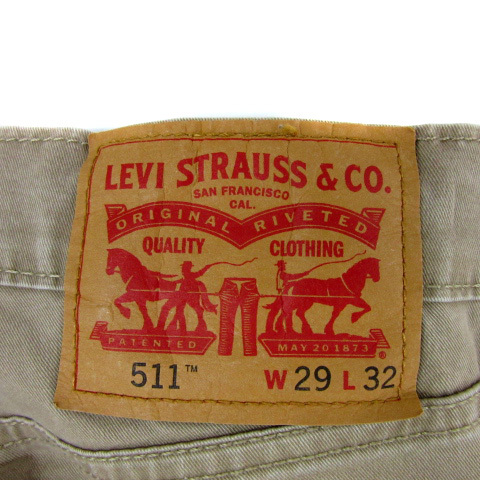 LEVI STRAUSS & CO.
SAN FRANCISCO
CAL.
ORIGINAL RIVETED
QUALITY CLOTHING
PATENTED MAY 20 1873 ®
511™ W 29 L 32